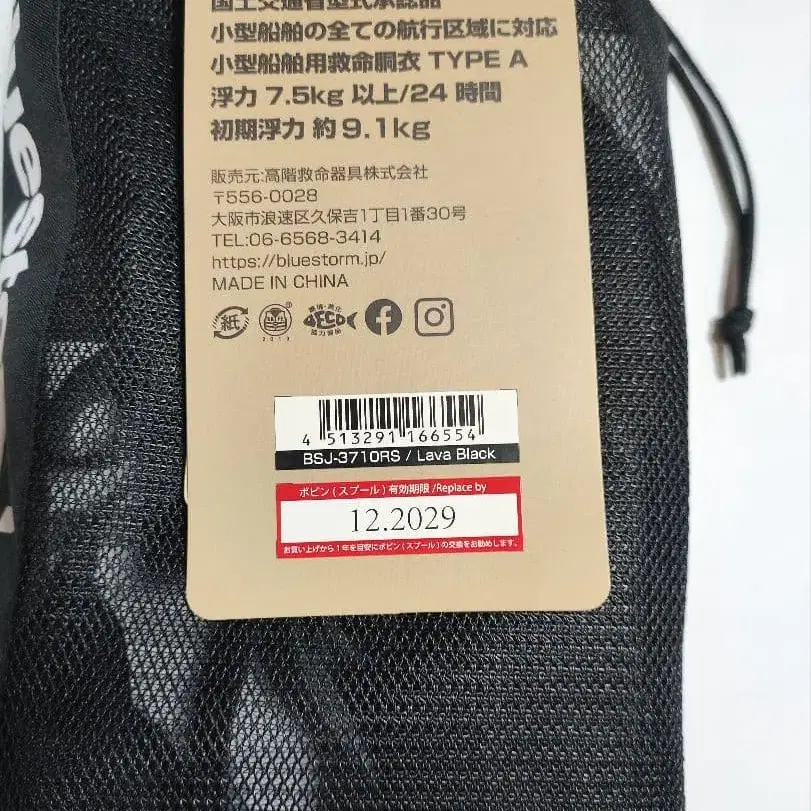 国土交通省型式承認品
小型船舶の全ての航行区域に対応
小型船舶用救命胴衣 TYPE A
浮力 7.5kg 以上/24 時間
初期浮力 約9.1kg
販売元:高階救命器具株式会社
〒556-0028
大阪市浪速区久保吉1丁目1番30号
TEL:06-6568-3414
https://bluestorm.jp/
MADE IN CHINA
紙
4 513291 166554
BSJ-3710RS / Lava Black
ボビン(スプール)有効期限/Replace by
12.2029
お買い上げから1年を目安にボビン(スプール)の交換をお勧めします。